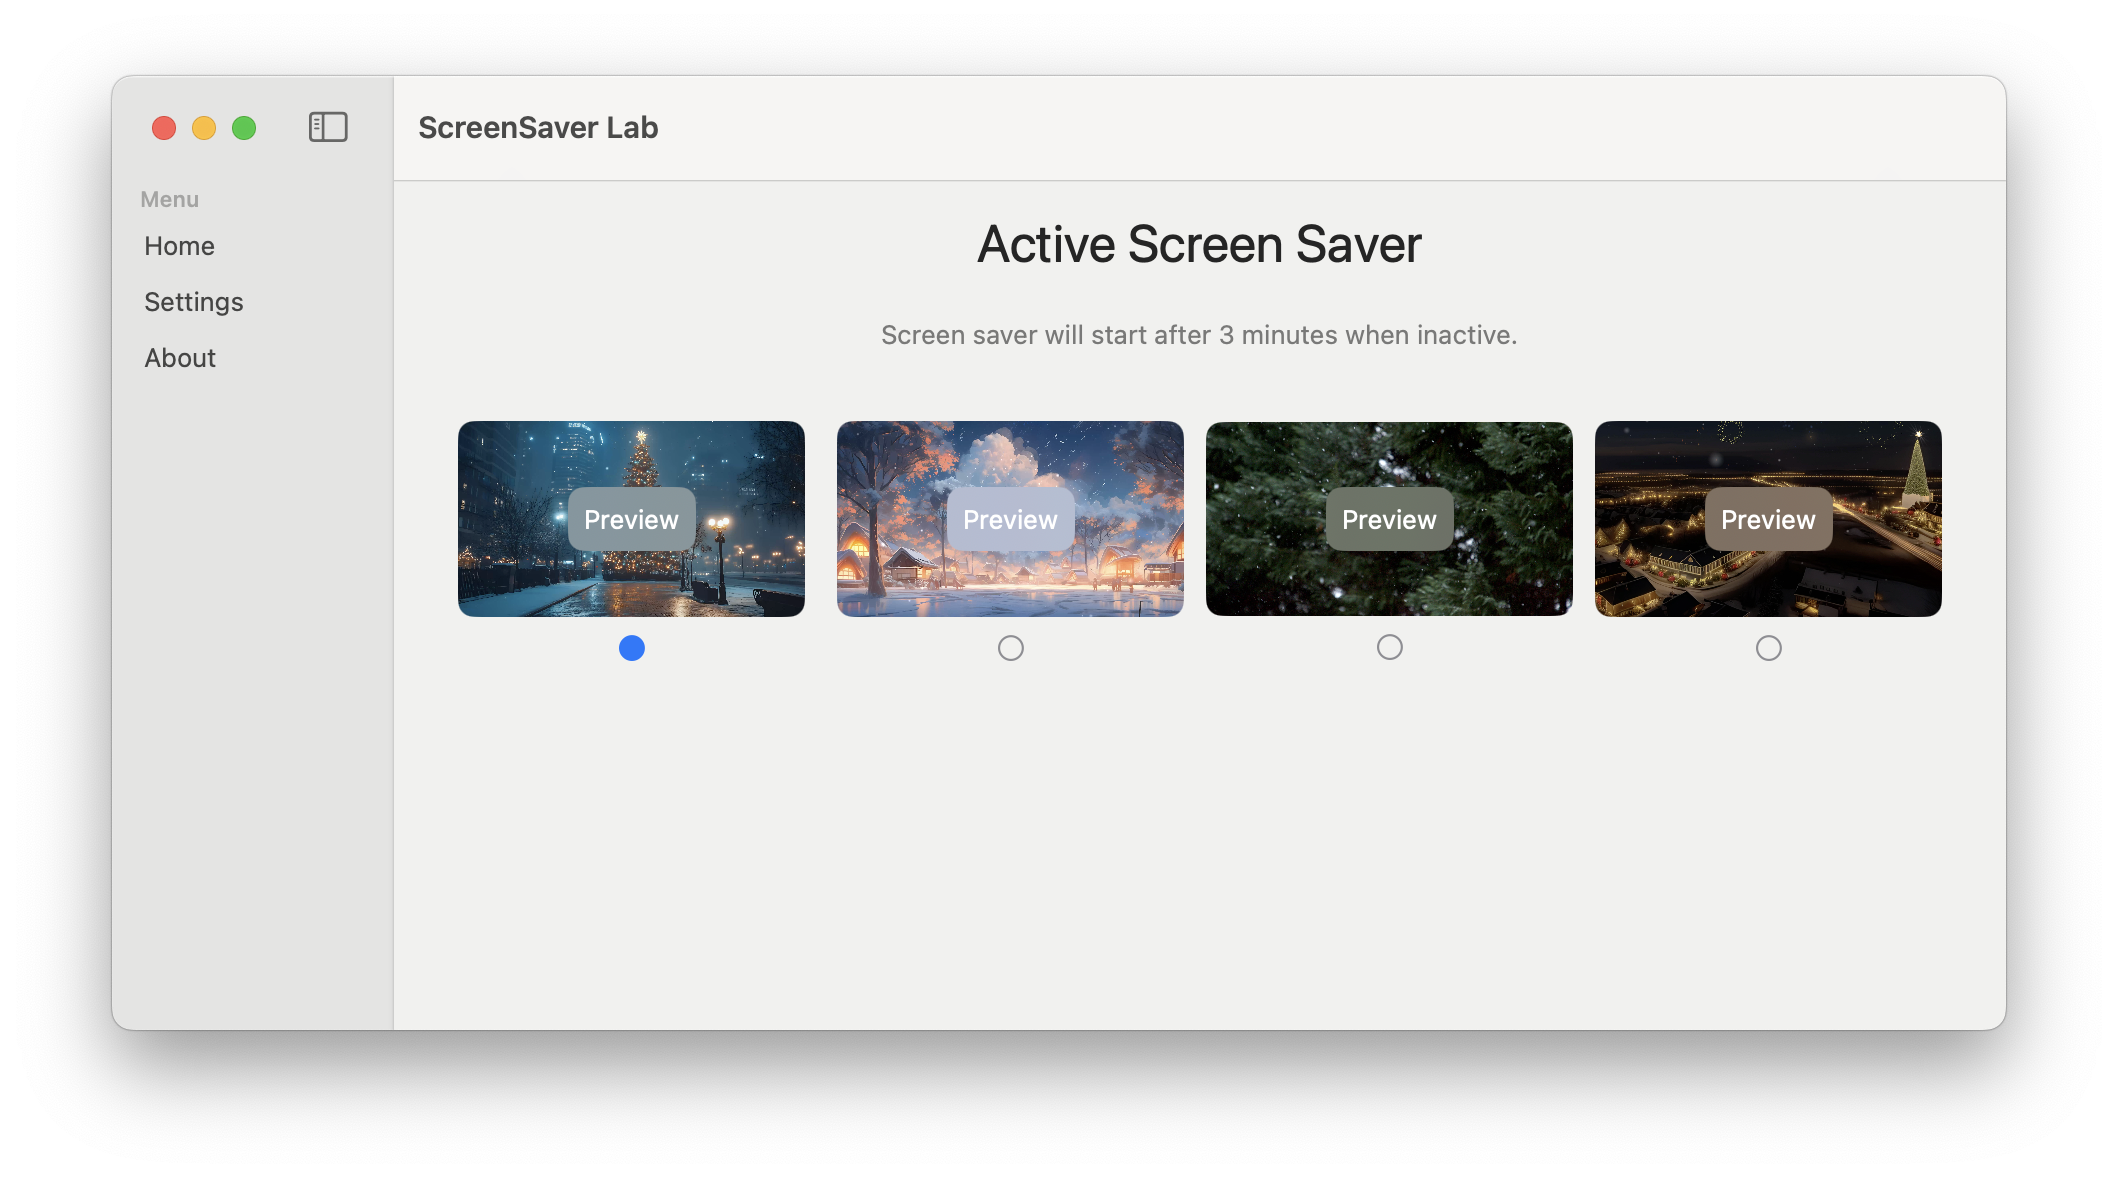 ScreenSaver Lab
Menu
Home
Settings
About
Active Screen Saver
Screen saver will start after 3 minutes when inactive.
Preview
Preview
Preview
Preview